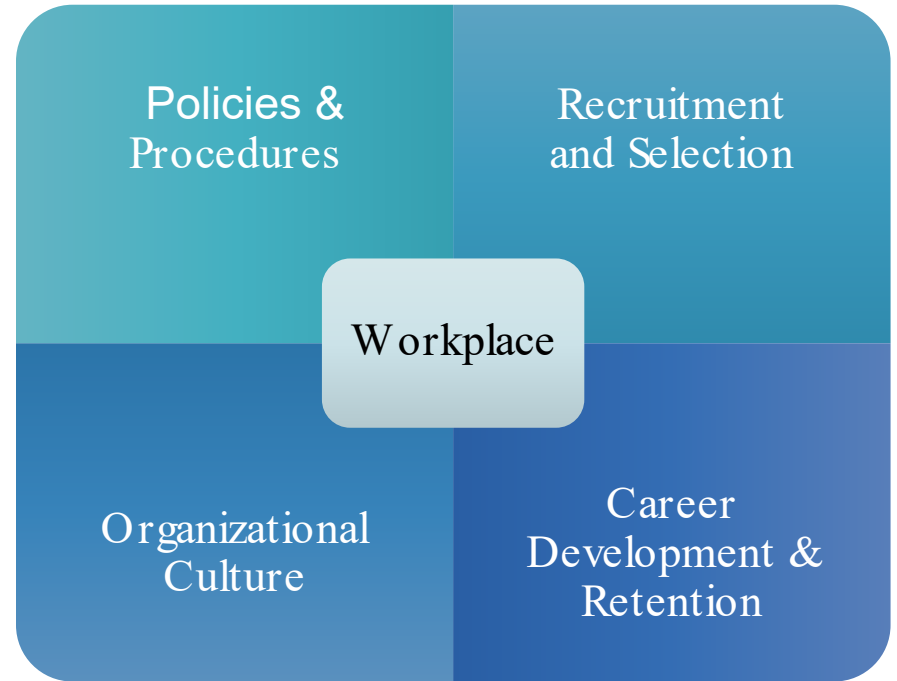 Policies &
Procedures
Recruitment
and Selection
Workplace
Organizational
Culture
Career
Development &
Retention